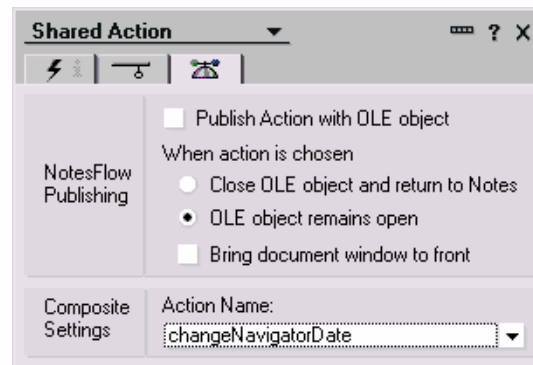 Shared Action
? X
Publish Action with OLE object
When action is chosen
NotesFlow
Publishing
Close OLE object and return to Notes
OLE object remains open
Bring document window to front
Composite
Settings
Action Name:
changeNavigatorDate